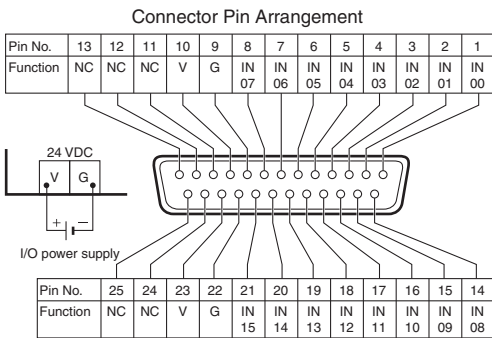 Connector Pin Arrangement
Pin No. 13 12 11 10 9 8 7 6 5 4 3 2 1
Function NC NC NC V G IN 07 IN 06 IN 05 IN 04 IN 03 IN 02 IN 01 IN 00
24 VDC
V G
+ −
I/O power supply
Pin No. 25 24 23 22 21 20 19 18 17 16 15 14
Function NC NC V G IN 15 IN 14 IN 13 IN 12 IN 11 IN 10 IN 09 IN 08